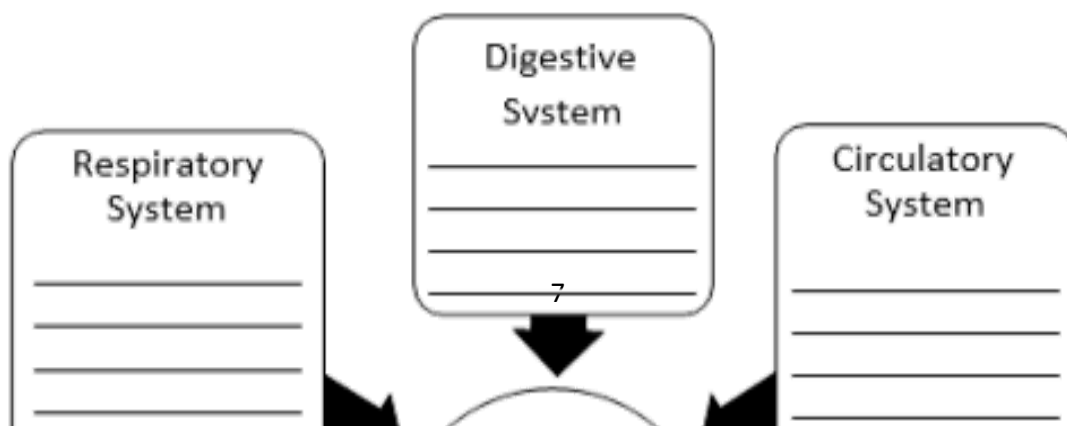 Digestive
Svstem
Respiratory
System
Circulatory
System
7